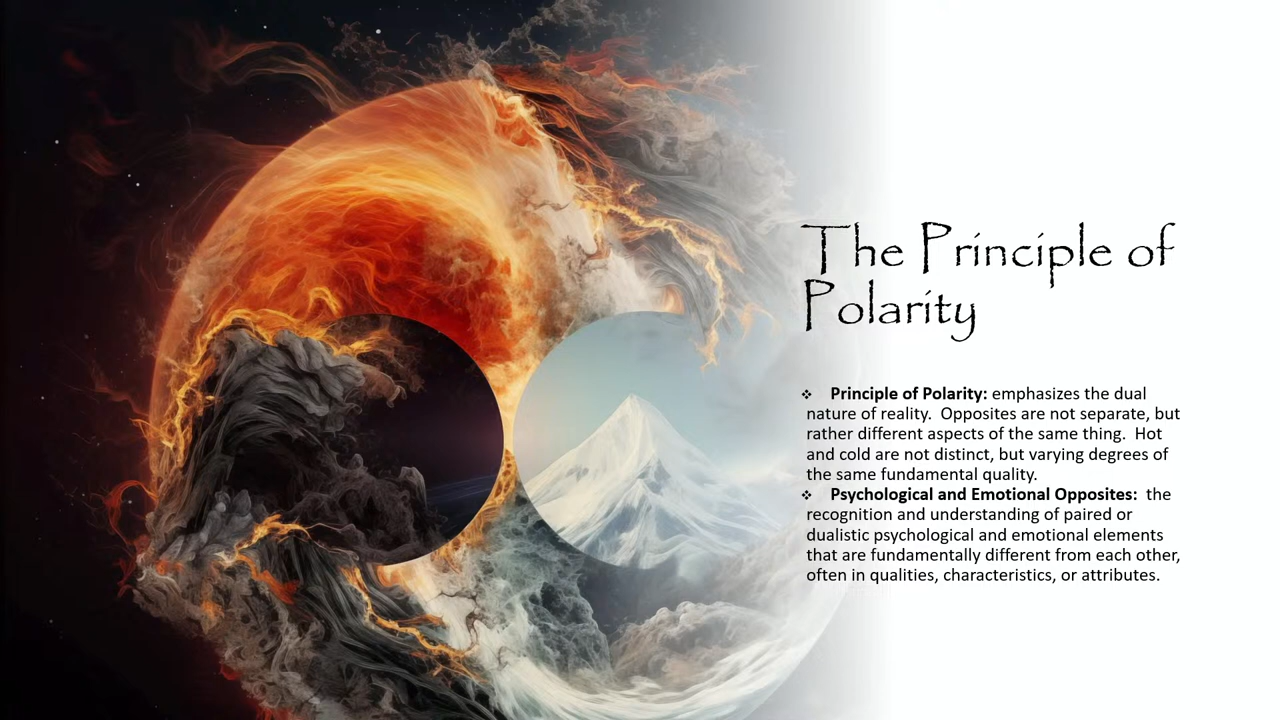 The Principle of
Polarity
❖ Principle of Polarity: emphasizes the dual
nature of reality.  Opposites are not separate, but
rather different aspects of the same thing.  Hot
and cold are not distinct, but varying degrees of
the same fundamental quality.
❖ Psychological and Emotional Opposites:  the
recognition and understanding of paired or
dualistic psychological and emotional elements
that are fundamentally different from each other,
often in qualities, characteristics, or attributes.